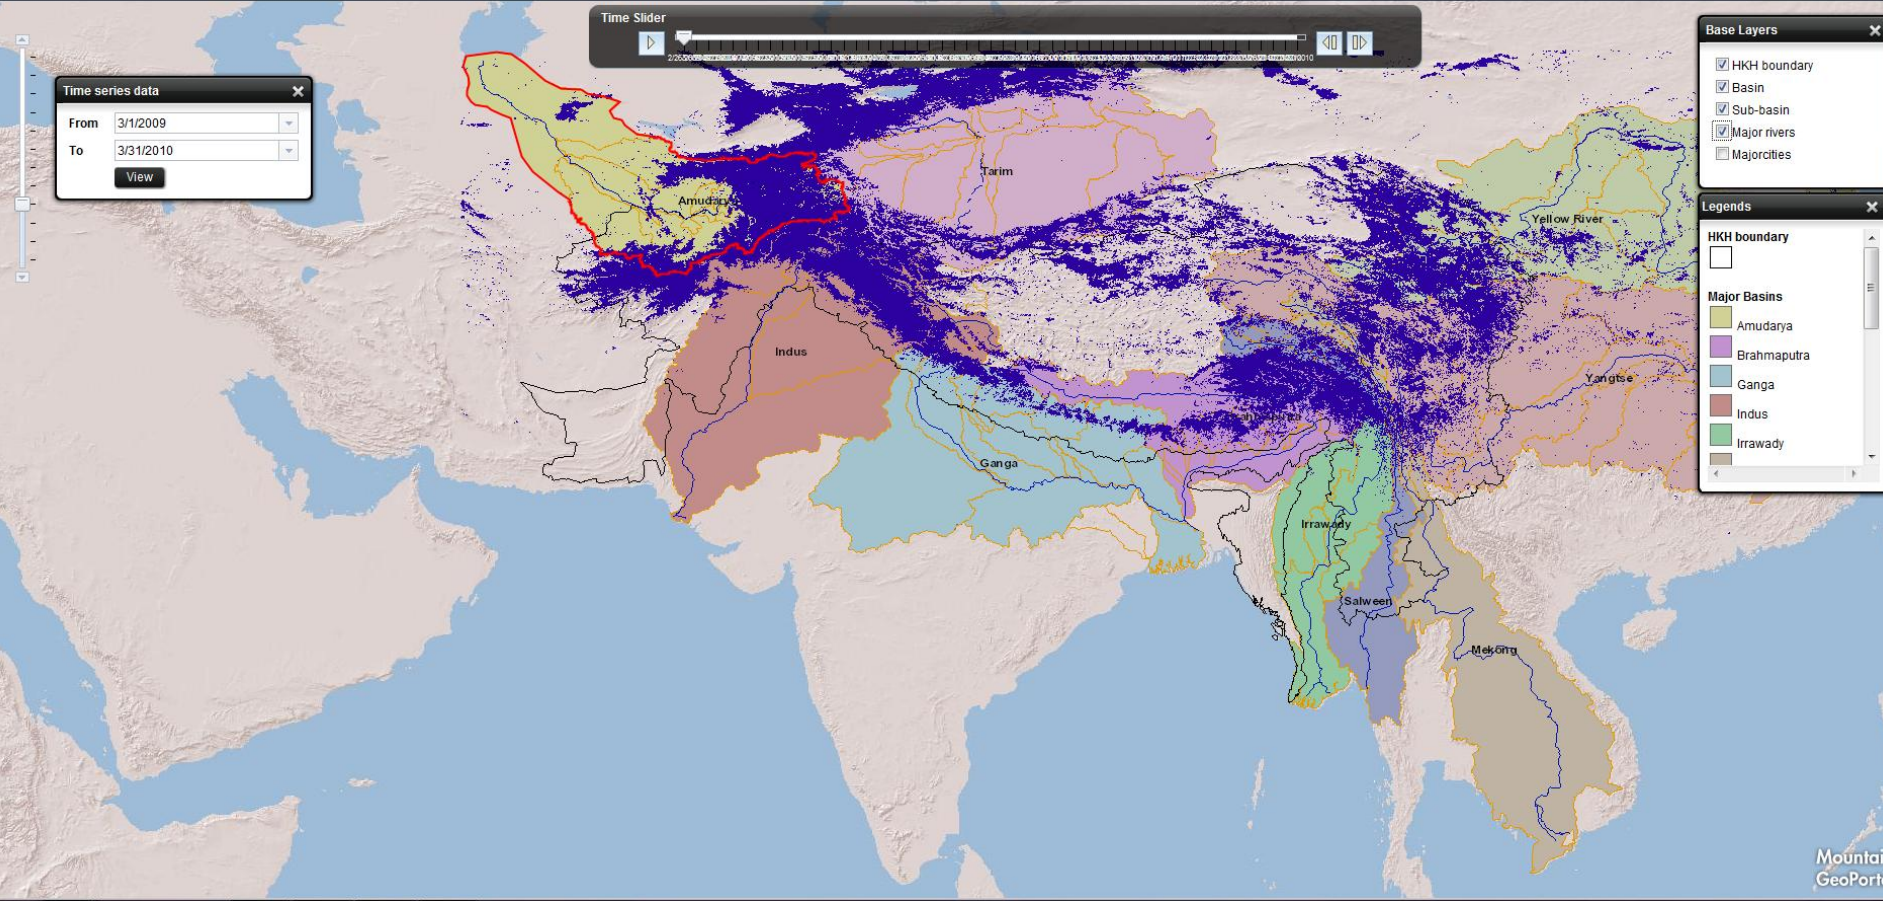 Time Slider
Time series data
From 3/1/2009
To 3/31/2010
View
Base Layers
HKH boundary
Basin
Sub-basin
Major rivers
Majorcities
Legends
HKH boundary
Major Basins
Amudarya
Brahmaputra
Ganga
Indus
Irrawady
Tarim
Yellow River
Indus
Yangtse
Ganga
Irrawady
Salween
Mekong